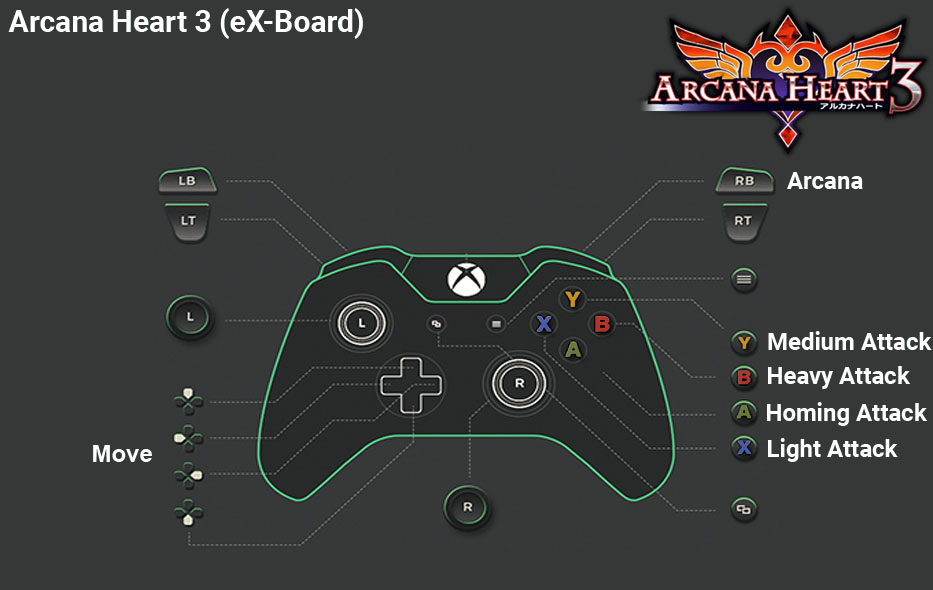 Arcana Heart 3 (eX-Board)
ARCANA HEART 3
アルカナハート
LB
RB Arcana
LT
RT
Y
L
L
X
B
Y Medium Attack
A
R
B Heavy Attack
A Homing Attack
Move
X Light Attack
R